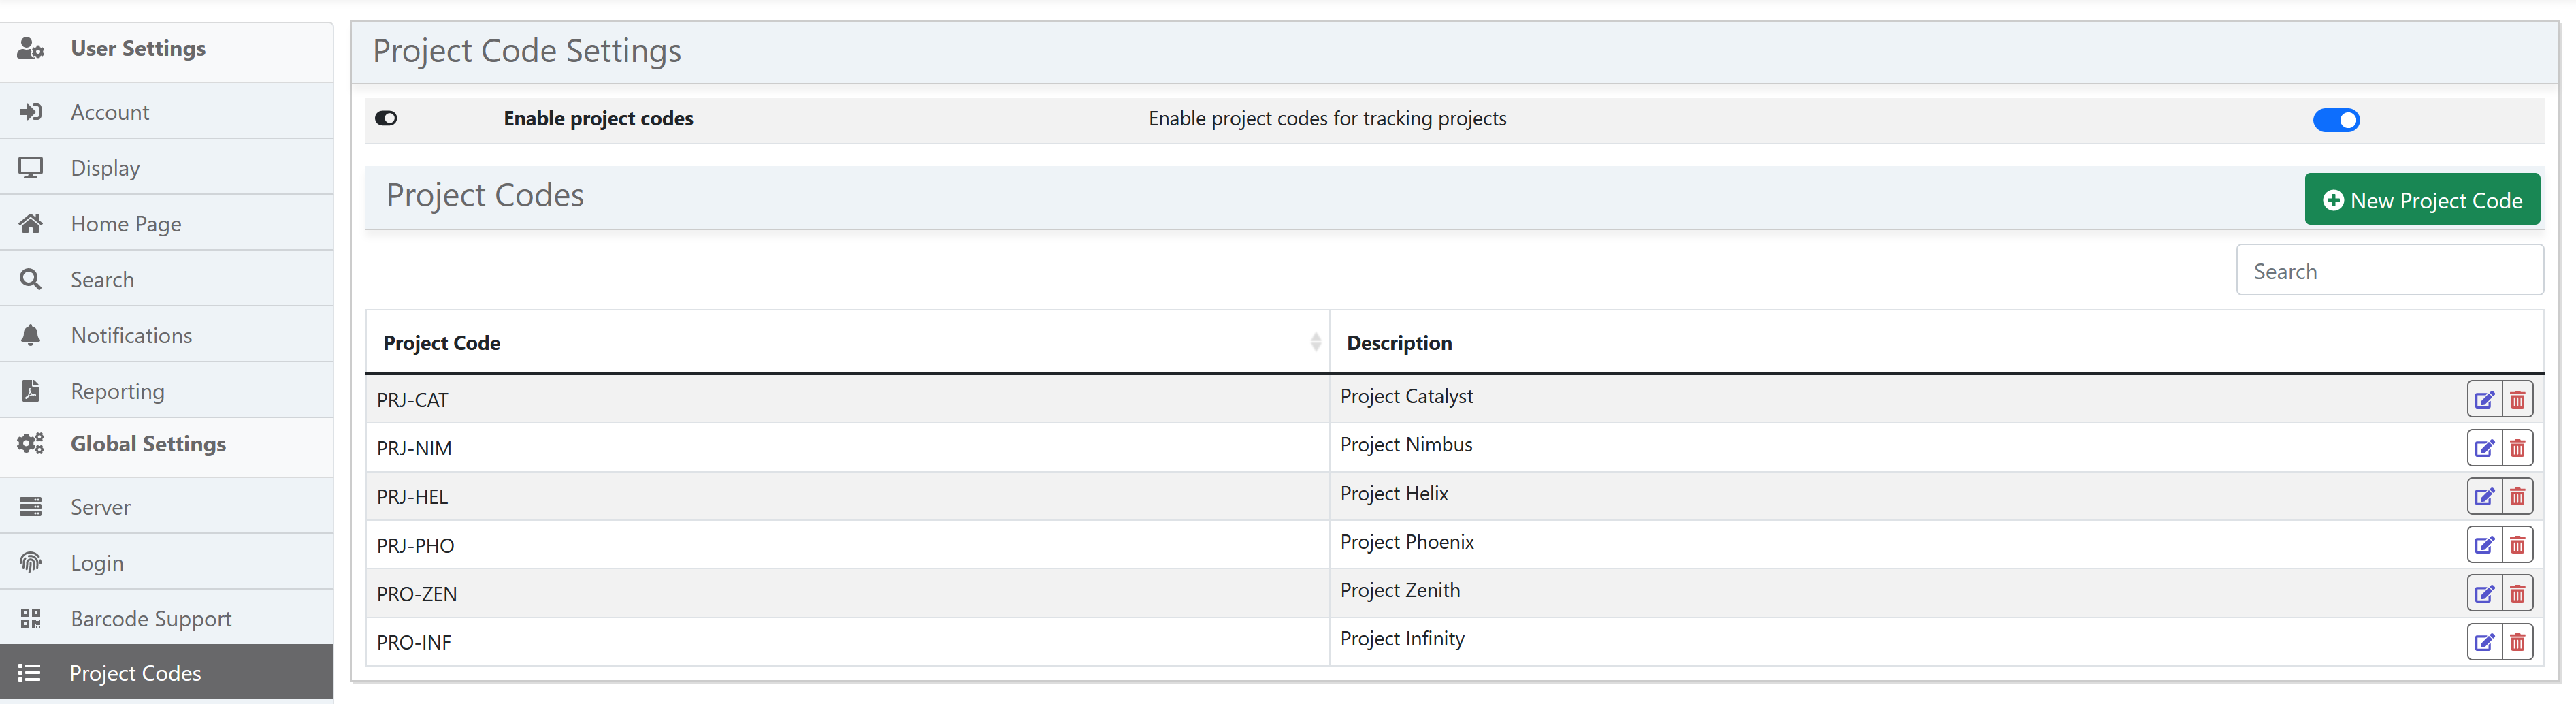 User Settings
Account
Display
Home Page
Search
Notifications
Reporting
Global Settings
Server
Login
Barcode Support
Project Codes
Project Code Settings
Enable project codes Enable project codes for tracking projects
Project Codes New Project Code
Search
Project Code Description
PRJ-CAT Project Catalyst
PRJ-NIM Project Nimbus
PRJ-HEL Project Helix
PRJ-PHO Project Phoenix
PRO-ZEN Project Zenith
PRO-INF Project Infinity